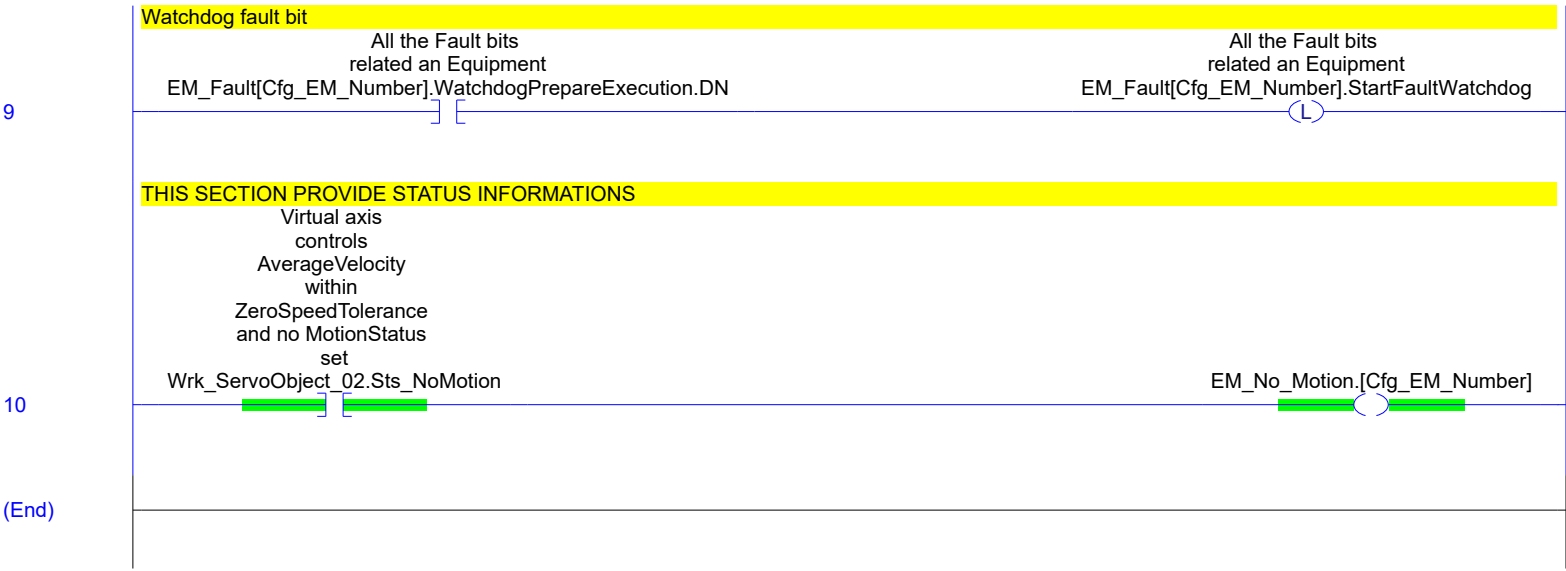 Watchdog fault bit
All the Fault bits
related an Equipment
EM_Fault[Cfg_EM_Number].WatchdogPrepareExecution.DN
All the Fault bits
related an Equipment
EM_Fault[Cfg_EM_Number].StartFaultWatchdog
9
L
THIS SECTION PROVIDE STATUS INFORMATIONS
Virtual axis
controls
AverageVelocity
within
ZeroSpeedTolerance
and no MotionStatus
set
Wrk_ServoObject_02.Sts_NoMotion
EM_No_Motion.[Cfg_EM_Number]
10
(End)